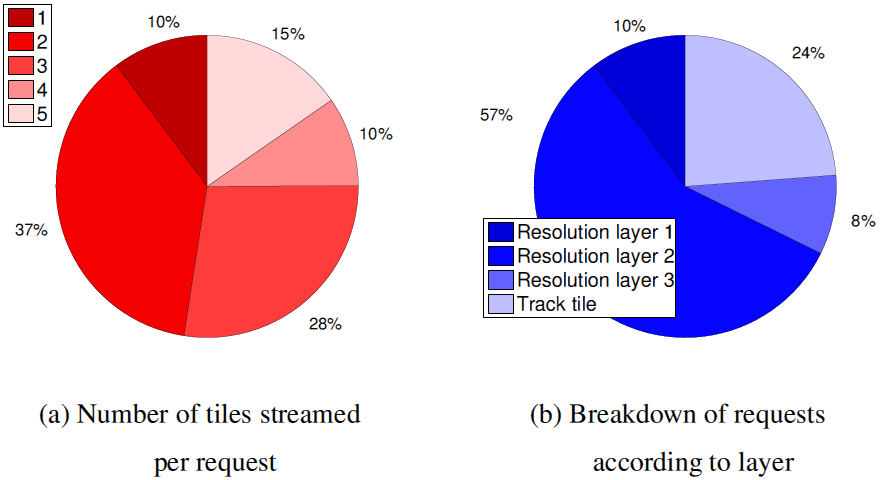 1
2
3
4
5
10%
15%
10%
28%
37%
10%
24%
8%
57%
Resolution layer 1
Resolution layer 2
Resolution layer 3
Track tile
(a) Number of tiles streamed
per request
(b) Breakdown of requests
according to layer